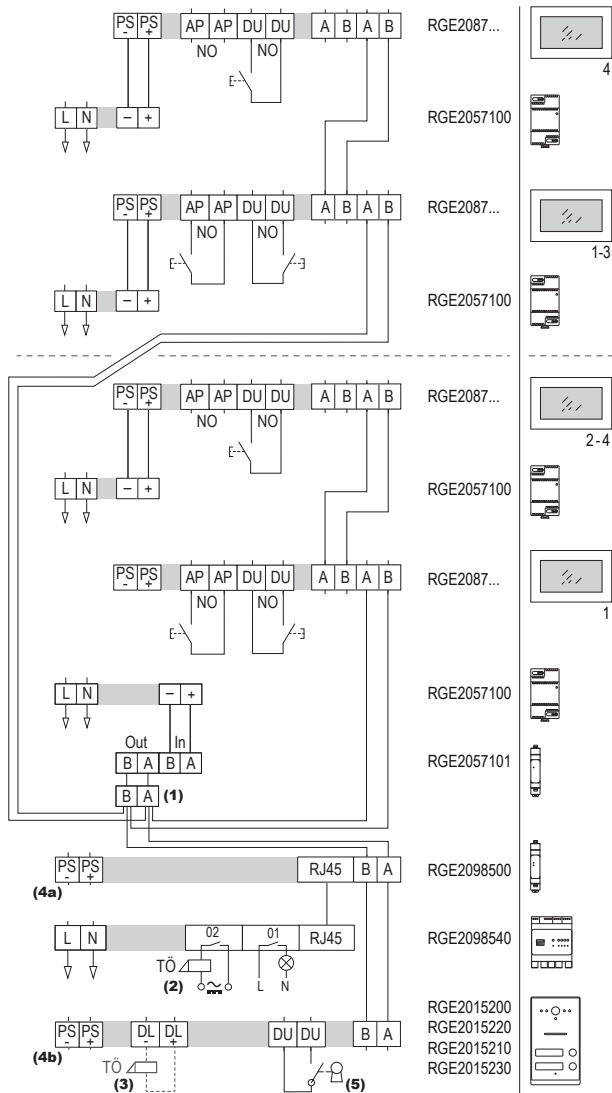 PS - PS + AP AP DU DU A B A B RGE2087...
NO NO
4
L N – + RGE2057100
PS - PS + AP AP DU DU A B A B RGE2087...
NO NO
1-3
L N – + RGE2057100
PS - PS + AP AP DU DU A B A B RGE2087...
NO NO
2-4
L N – + RGE2057100
PS - PS + AP AP DU DU A B A B RGE2087...
NO NO
1
L N – + RGE2057100
Out In
B A B A RGE2057101
B A (1)
PS - PS + RJ45 B A RGE2098500
(4a)
L N 02 01 RJ45 RGE2098540
TÖ L N
(2)
RGE2015200
PS - PS + DL - DL + DU DU B A RGE2015220
(4b) RGE2015210
TÖ (5) RGE2015230
(3)